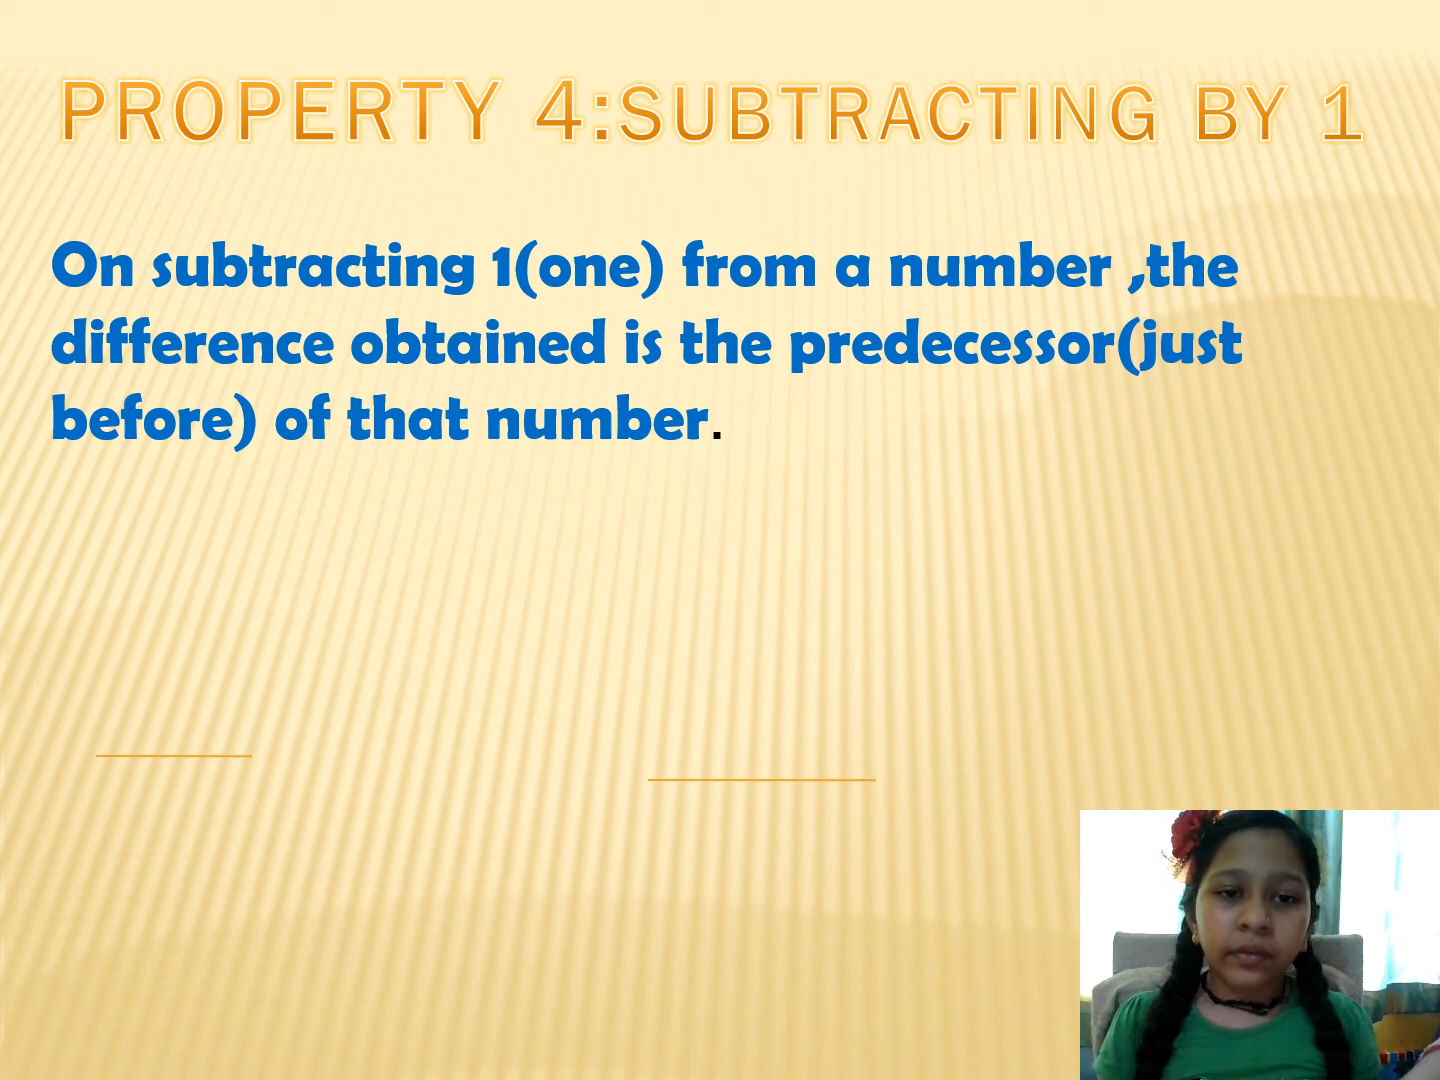 PROPERTY 4:SUBTRACTING BY 1
On subtracting 1(one) from a number ,the
difference obtained is the predecessor(just
before) of that number.